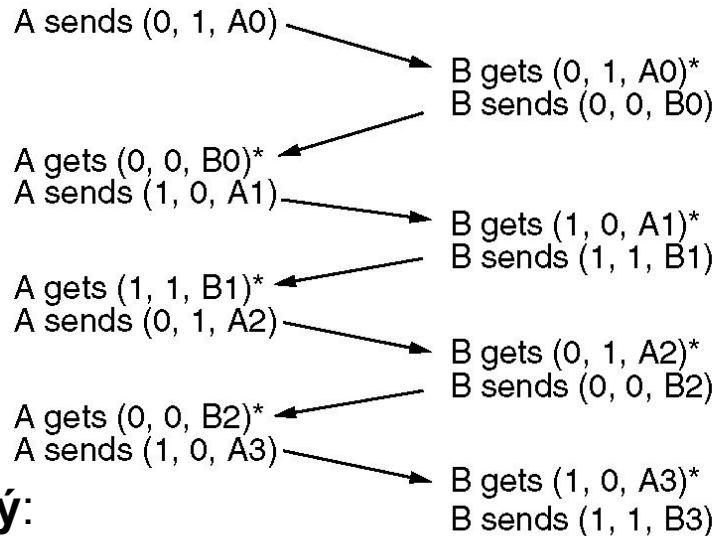 A sends (0, 1, A0)
B gets (0, 1, A0)*
B sends (0, 0, B0)
A gets (0, 0, B0)*
A sends (1, 0, A1)
B gets (1, 0, A1)*
B sends (1, 1, B1)
A gets (1, 1, B1)*
A sends (0, 1, A2)
B gets (0, 1, A2)*
B sends (0, 0, B2)
A gets (0, 0, B2)*
A sends (1, 0, A3)
B gets (1, 0, A3)*
ý:
B sends (1, 1, B3)